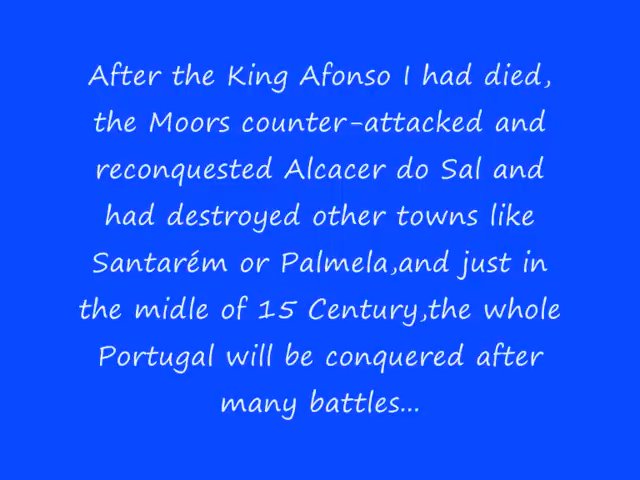 After the King Afonso I had died,
the Moors counter-attacked and
reconquested Alcacer do Sal and
had destroyed other towns like
Santarém or Palmela,and just in
the midle of 15 Century,the whole
Portugal will be conquered after
many battles...